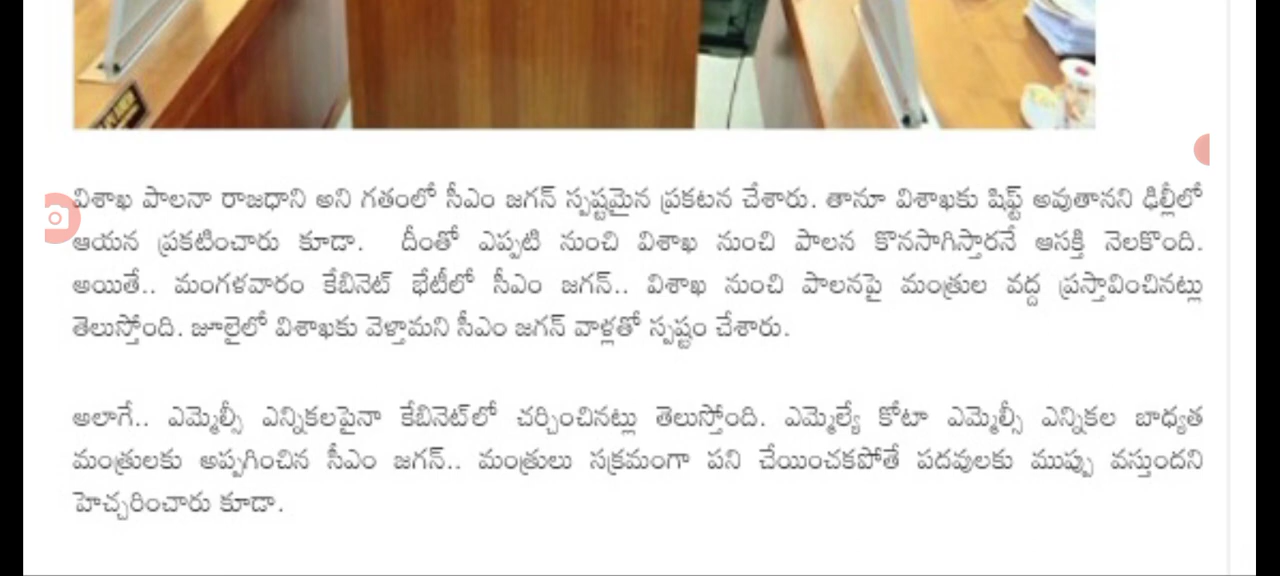 విశాఖ పాలనా రాజధాని అని గతంలో సీఎం జగన్ స్పష్టమైన ప్రకటన చేశారు. తానూ విశాఖకు షిఫ్ట్ అవుతానని ఢిల్లీలో
ఆయన ప్రకటించారు కూడా. దీంతో ఎప్పటి నుంచి విశాఖ నుంచి పాలన కొనసాగిస్తారనే ఆసక్తి నెలకొంది.
అయితే.. మంగళవారం కేబినెట్ భేటీలో సీఎం జగన్.. విశాఖ నుంచి పాలనపై మంత్రుల వద్ద ప్రస్తావించినట్లు
తెలుస్తోంది. జూలైలో విశాఖకు వెళ్తామని సీఎం జగన్ వాళ్లతో స్పష్టం చేశారు.
అలాగే.. ఎమ్మెల్సీ ఎన్నికలపైనా కేబినెట్‌లో చర్చించినట్లు తెలుస్తోంది. ఎమ్మెల్యే కోటా ఎమ్మెల్సీ ఎన్నికల బాధ్యత
మంత్రులకు అప్పగించిన సీఎం జగన్.. మంత్రులు సక్రమంగా పని చేయించకపోతే పదవులకు ముప్పు వస్తుందని
హెచ్చరించారు కూడా.